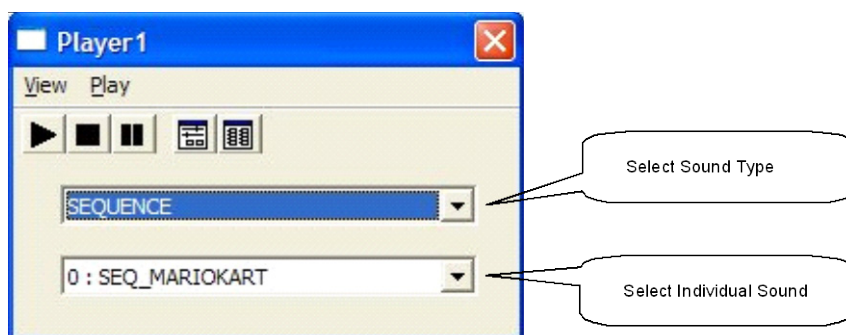 Player1
View Play
Select Sound Type
SEQUENCE
0 : SEQ_MARIOKART
Select Individual Sound